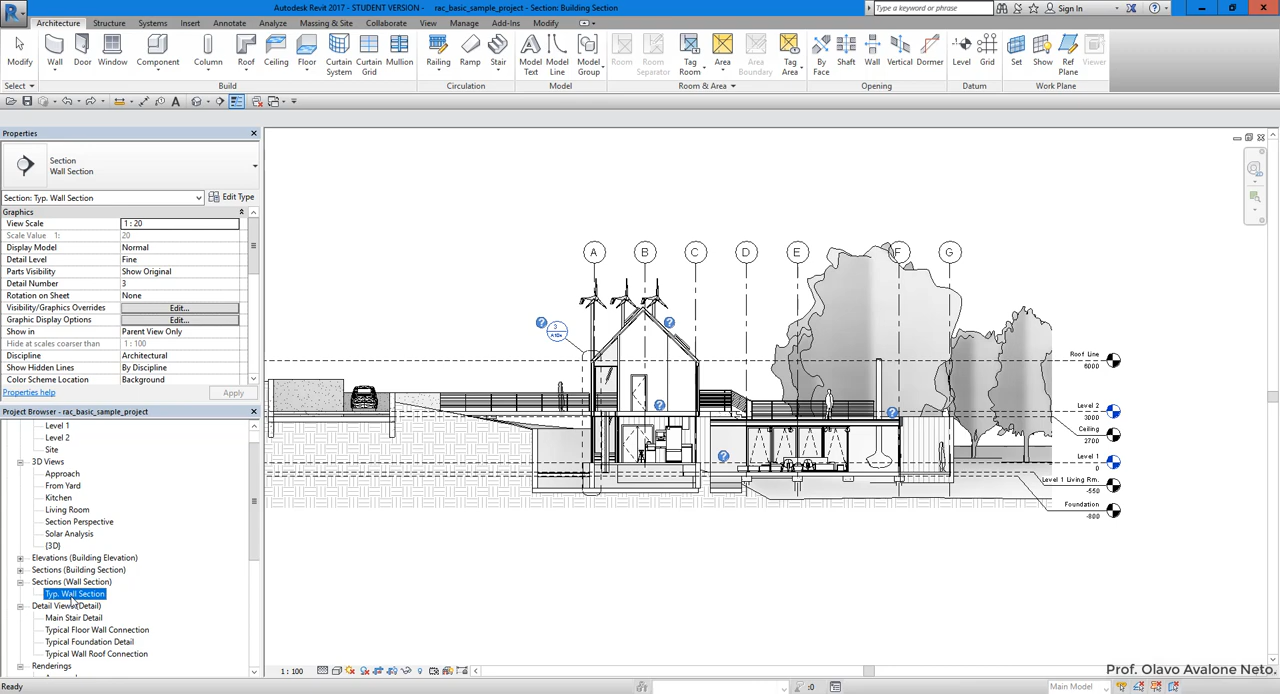 Autodesk Revit 2017 - STUDENT VERSION - rac_basic_sample_project - Section: Building Section
Type a keyword or phrase
Sign In
Architecture Structure Systems Insert Annotate Analyze Massing & Site Collaborate View Manage Add-Ins Modify
Modify Wall Door Window Component Column Roof Ceiling Floor Curtain System Curtain Grid Mullion Railing Ramp Stair Model Text Model Line Model Group Room Room Separator Tag Room Area Area Boundary Tag Area By Face Shaft Wall Vertical Dormer Level Grid Set Show Ref Plane Viewer
Select Build Circulation Model Room & Area Opening Datum Work Plane
Properties
Section
Wall Section
Section: Typ. Wall Section Edit Type
Graphics
View Scale 1 : 20
Scale Value 1: 20
Display Model Normal
Detail Level Fine
Parts Visibility Show Original
Detail Number 3
Rotation on Sheet None
Visibility/Graphics Overrides Edit...
Graphic Display Options Edit...
Show in Parent View Only
Hide at scales coarser than 1 : 100
Discipline Architectural
Show Hidden Lines By Discipline
Color Scheme Location Background
Properties help Apply
Project Browser - rac_basic_sample_project
Level 1
Level 2
Site
3D Views
Approach
From Yard
Kitchen
Living Room
Section Perspective
Solar Analysis
{3D}
Elevations (Building Elevation)
Sections (Building Section)
Sections (Wall Section)
Typ. Wall Section
Detail Views (Detail)
Main Stair Detail
Typical Floor Wall Connection
Typical Foundation Detail
Typical Wall Roof Connection
Renderings
A B C D E F G
3
Roof Line
6000
Level 2
3000
Ceiling
2700
Level 1
0
Level 1 Living Rm.
-550
Foundation
-800
1 : 100
Prof. Olavo Avalone Neto.
Ready
:0
Main Model